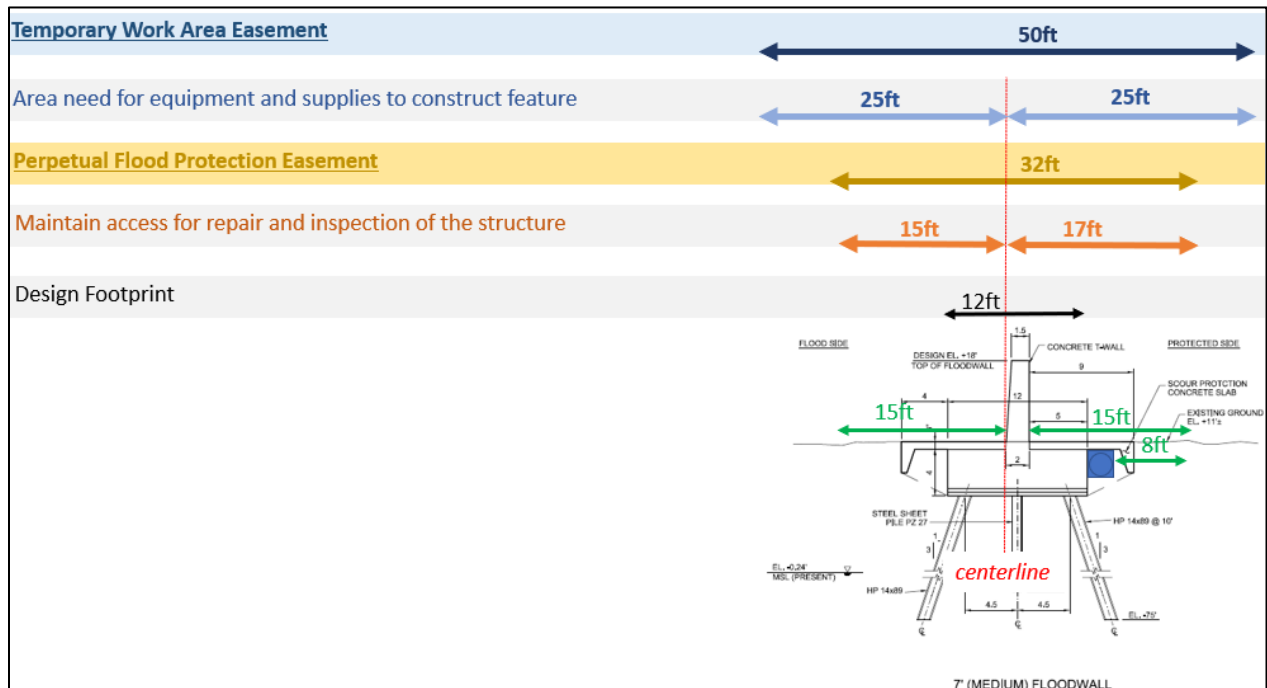 Temporary Work Area Easement
50ft
Area need for equipment and supplies to construct feature
25ft
25ft
Perpetual Flood Protection Easement
32ft
Maintain access for repair and inspection of the structure
15ft
17ft
Design Footprint
12ft
1.5
FLOOD SIDE
DESIGN EL. +18'
TOP OF FLOODWALL
CONCRETE T-WALL
PROTECTED SIDE
9
SCOUR PROTCTION
CONCRETE SLAB
4
12
15ft
5
15ft
EXISTING GROUND
EL. +11'±
1'
8ft
2
4
STEEL SHEET
PILE PZ 27
HP 14x89 @ 10'
1
3
1
3
EL. -0.24'
MSL (PRESENT)
centerline
HP 14x89
4.5
4.5
EL. -75'
7' (MEDIUM) FLOODWALL